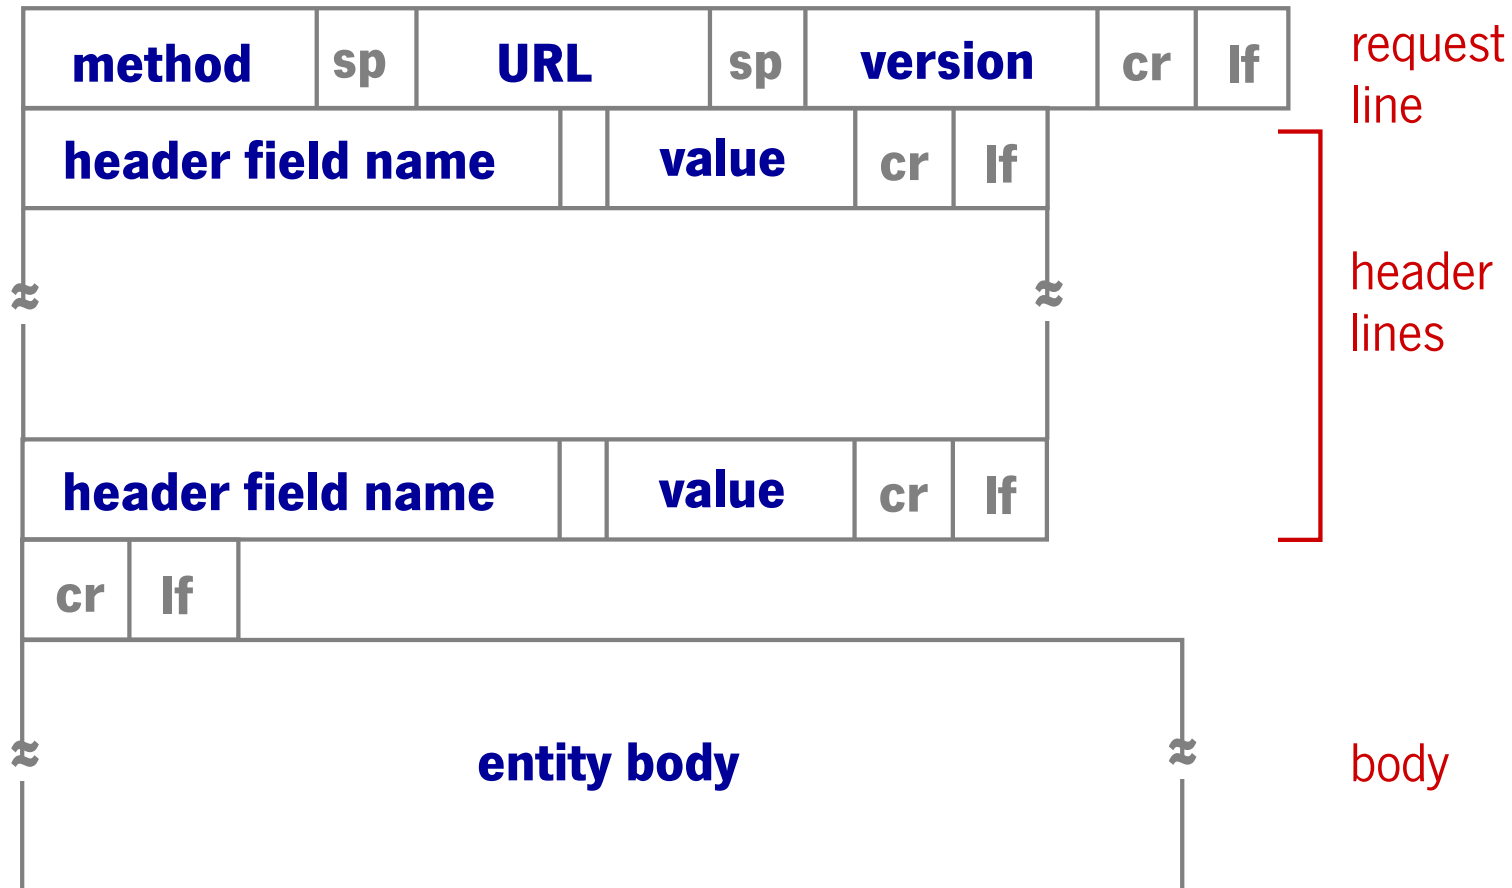 method sp URL sp version cr lf
request
line
header field name value cr lf
header
lines
≈ ≈
header field name value cr lf
cr lf
≈ entity body ≈
body